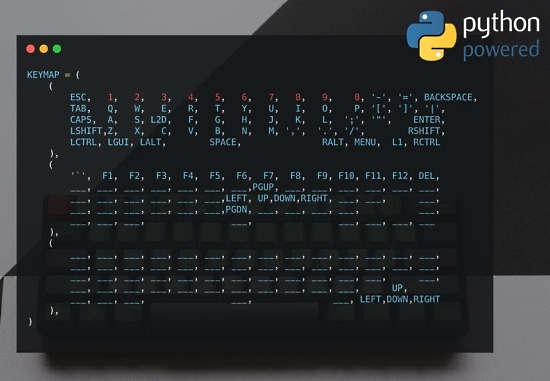 python
powered
KEYMAP = (
(
ESC, 1, 2, 3, 4, 5, 6, 7, 8, 9, 0, '-', '=', BACKSPACE,
TAB, Q, W, E, R, T, Y, U, I, O, P, '[', ']', '|',
CAPS, A, S, L2D, F, G, H, J, K, L, ';', '"', ENTER,
LSHIFT,Z, X, C, V, B, N, M, ',', '.', '/', RSHIFT,
LCTRL, LGUI, LALT, SPACE, RALT, MENU, L1, RCTRL
),
(
'`', F1, F2, F3, F4, F5, F6, F7, F8, F9, F10, F11, F12, DEL,
___, ___, ___, ___, ___, ___, ___,PGUP, ___, ___, ___, ___, ___, ___,
___, ___, ___, ___, ___, ___,LEFT, UP,DOWN,RIGHT, ___, ___, ___,
___, ___, ___, ___, ___, ___,PGDN, ___, ___, ___, ___, ___,
___, ___, ___, ___, ___, ___, ___, ___
),
(
___, ___, ___, ___, ___, ___, ___, ___, ___, ___, ___, ___, ___, ___,
___, ___, ___, ___, ___, ___, ___, ___, ___, ___, ___, ___, ___, ___,
___, ___, ___, ___, ___, ___, ___, ___, ___, ___, ___, ___, ___,
___, ___, ___, ___, ___, ___, ___, ___, ___, ___, ___, UP,
___, ___, ___, ___, ___, LEFT,DOWN,RIGHT
),
)